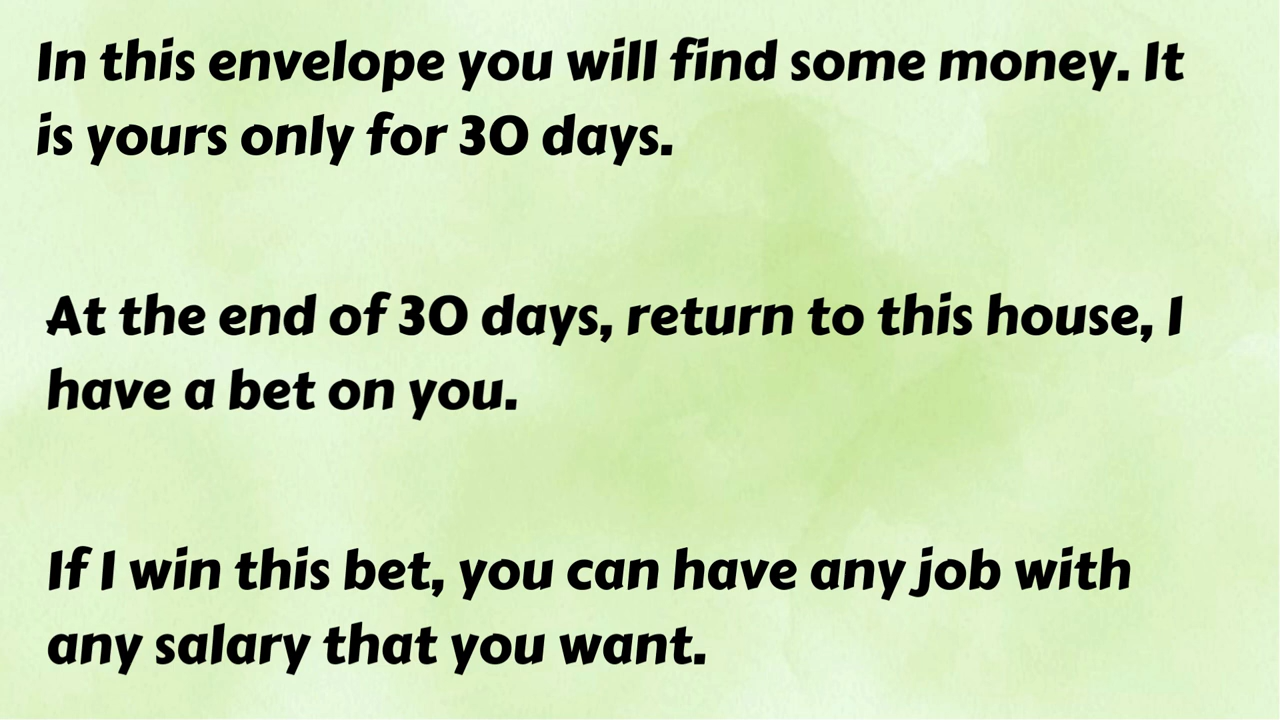 In this envelope you will find some money. It
is yours only for 30 days.
At the end of 30 days, return to this house, I
have a bet on you.
If I win this bet, you can have any job with
any salary that you want.